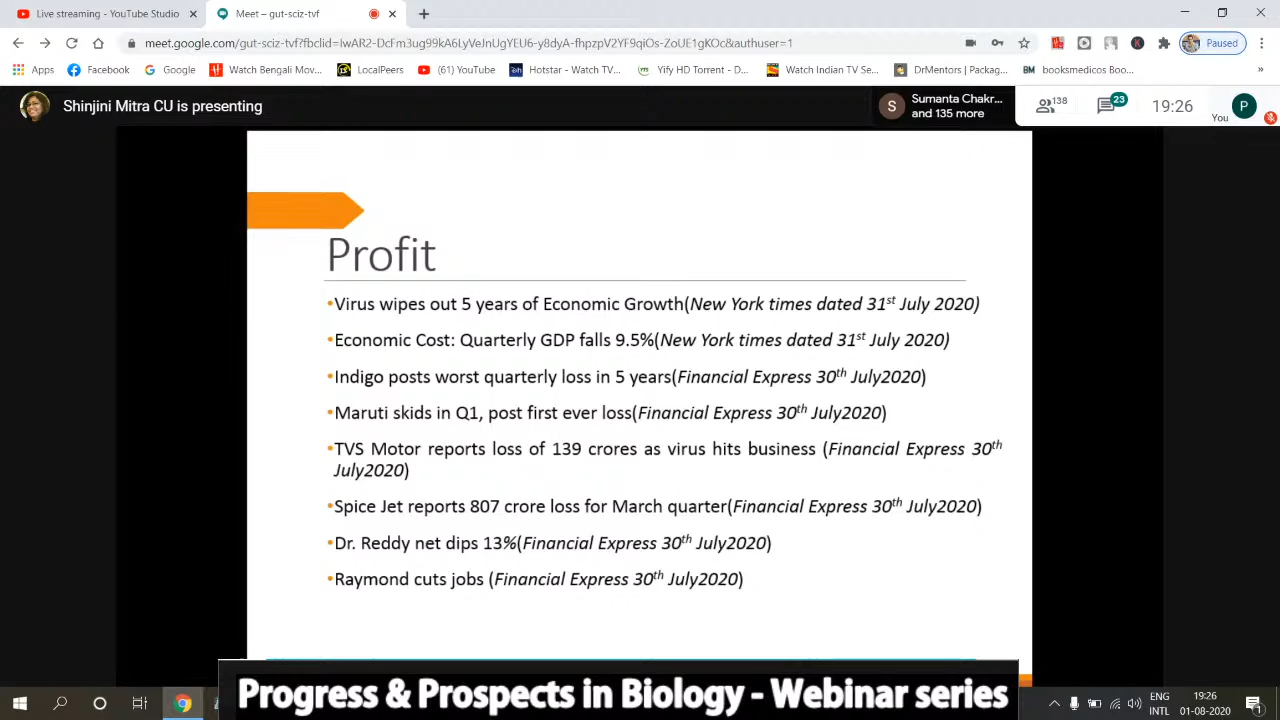 Live streaming - YouTube Studio
Meet – gut-sciz-tvf
meet.google.com/gut-sciz-tvf?fbclid=IwAR2-DcFm3ug99kA6LyVeJnUg1EU6-y8dyA-fhpzpV2YF9qiOs-ZoUE1gKOc&authuser=1
Paused
Apps
Facebook
Google
Watch Bengali Mov...
LocalPeers
(61) YouTube
Hotstar - Watch TV...
Yify HD Torrent - D...
Watch Indian TV Se...
DrMentors | Packag...
BM booksmedicos Boo...
Shinjini Mitra CU is presenting
S
Sumanta Chakr...
and 135 more
138
23
19:26
You
P
Profit
•Virus wipes out 5 years of Economic Growth(New York times dated 31st July 2020)
•Economic Cost: Quarterly GDP falls 9.5%(New York times dated 31st July 2020)
•Indigo posts worst quarterly loss in 5 years(Financial Express 30th July2020)
•Maruti skids in Q1, post first ever loss(Financial Express 30th July2020)
•TVS Motor reports loss of 139 crores as virus hits business (Financial Express 30th
July2020)
•Spice Jet reports 807 crore loss for March quarter(Financial Express 30th July2020)
•Dr. Reddy net dips 13%(Financial Express 30th July2020)
•Raymond cuts jobs (Financial Express 30th July2020)
Progress & Prospects in Biology - Webinar series
ENG
INTL
19:26
01-08-2020